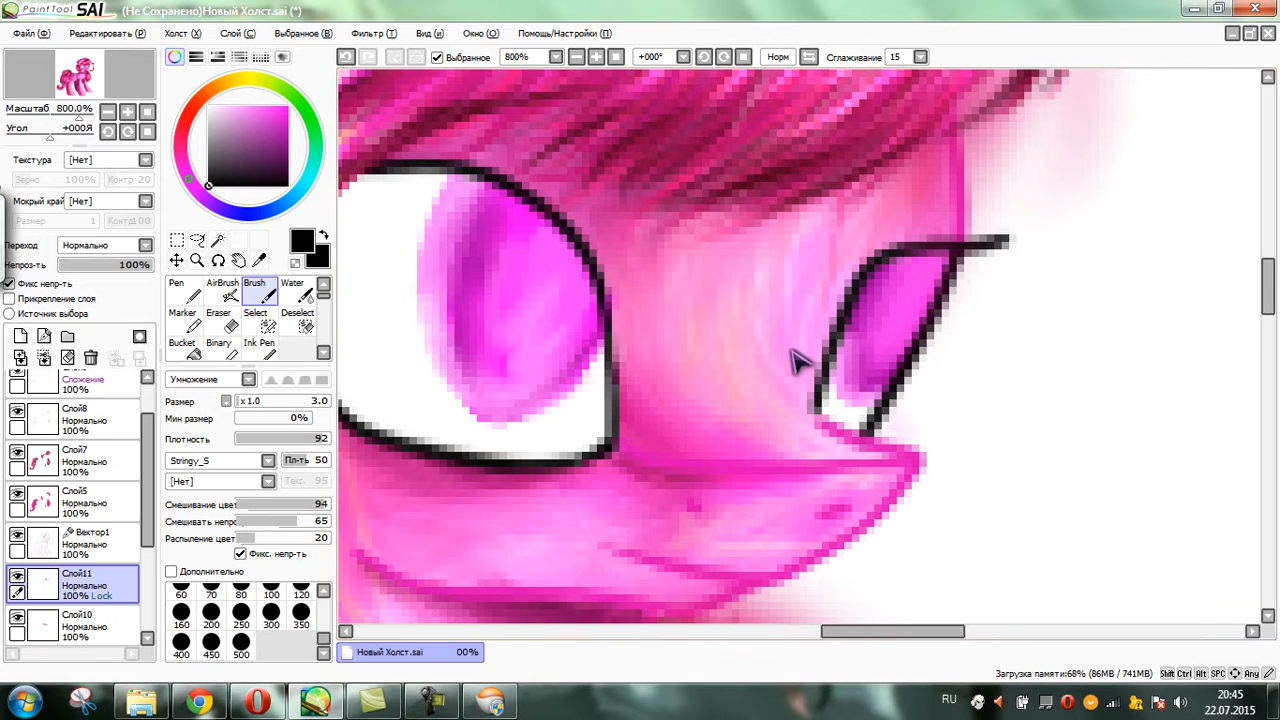 PaintTool SAI (Не Сохранено)Новый Холст.sai (*)
Файл(Ф) Редактировать (Р) Холст (X) Слой(C) Выбранное(B) Фильтр(T) Вид(и) Окно(O) Помощь/Настройки(П)
Выбранное 800% +000° Норм Сглаживание 15
Масштаб 800.0%
Угол +000Я
Текстура [Нет]
Зерно 100% Контр 20
Мокрый край [Нет]
Размер 1 Контр100
Переход Нормально
Непроз-ть 100%
Фикс непр-ть
Прикрепление слоя
Источник выбора
Сложение
100%
Слой8
Нормально
100%
Слой7
Нормально
100%
Слой5
Нормально
100%
Вектор1
Нормально
100%
Слой11
Нормально
100% Lock
Слой10
Нормально
100%
Pen AirBrush Brush Water
Marker Eraser Select Deselect
Bucket Binary Ink Pen
Умножение
Размер x 1.0 3.0
Мин размер 0%
Плотность 92
Stringy_S Пл-ть 50
[Нет] Текс. 95
Смешивание цвет 94
Смешивать непро 65
Распыление цвет 20
Фикс. непр-ть
Дополнительно
60 70 80 100 120
160 200 250 300 350
400 450 500
Новый Холст.sai 00%
Загрузка памяти:68% (86MB / 741MB) Shift Ctrl Alt SPC Any
RU 20:45
22.07.2015